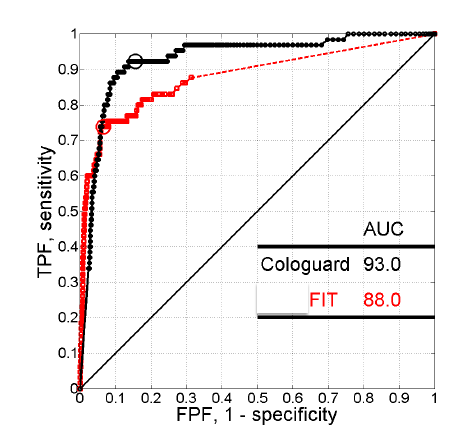 1
0.9
0.8
0.7
0.6
0.5
0.4
0.3
0.2
0.1
0
TPF, sensitivity
AUC
Cologuard 93.0
FIT 88.0
0 0.1 0.2 0.3 0.4 0.5 0.6 0.7 0.8 0.9 1
FPF, 1 - specificity